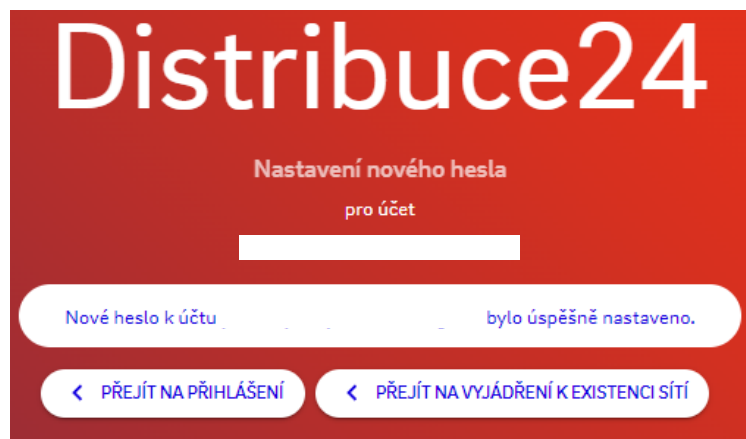 Distribuce24
Nastavení nového hesla
pro účet
Nové heslo k účtu bylo úspěšně nastaveno.
PŘEJÍT NA PŘIHLÁŠENÍ
PŘEJÍT NA VYJÁDŘENÍ K EXISTENCI SÍTÍ